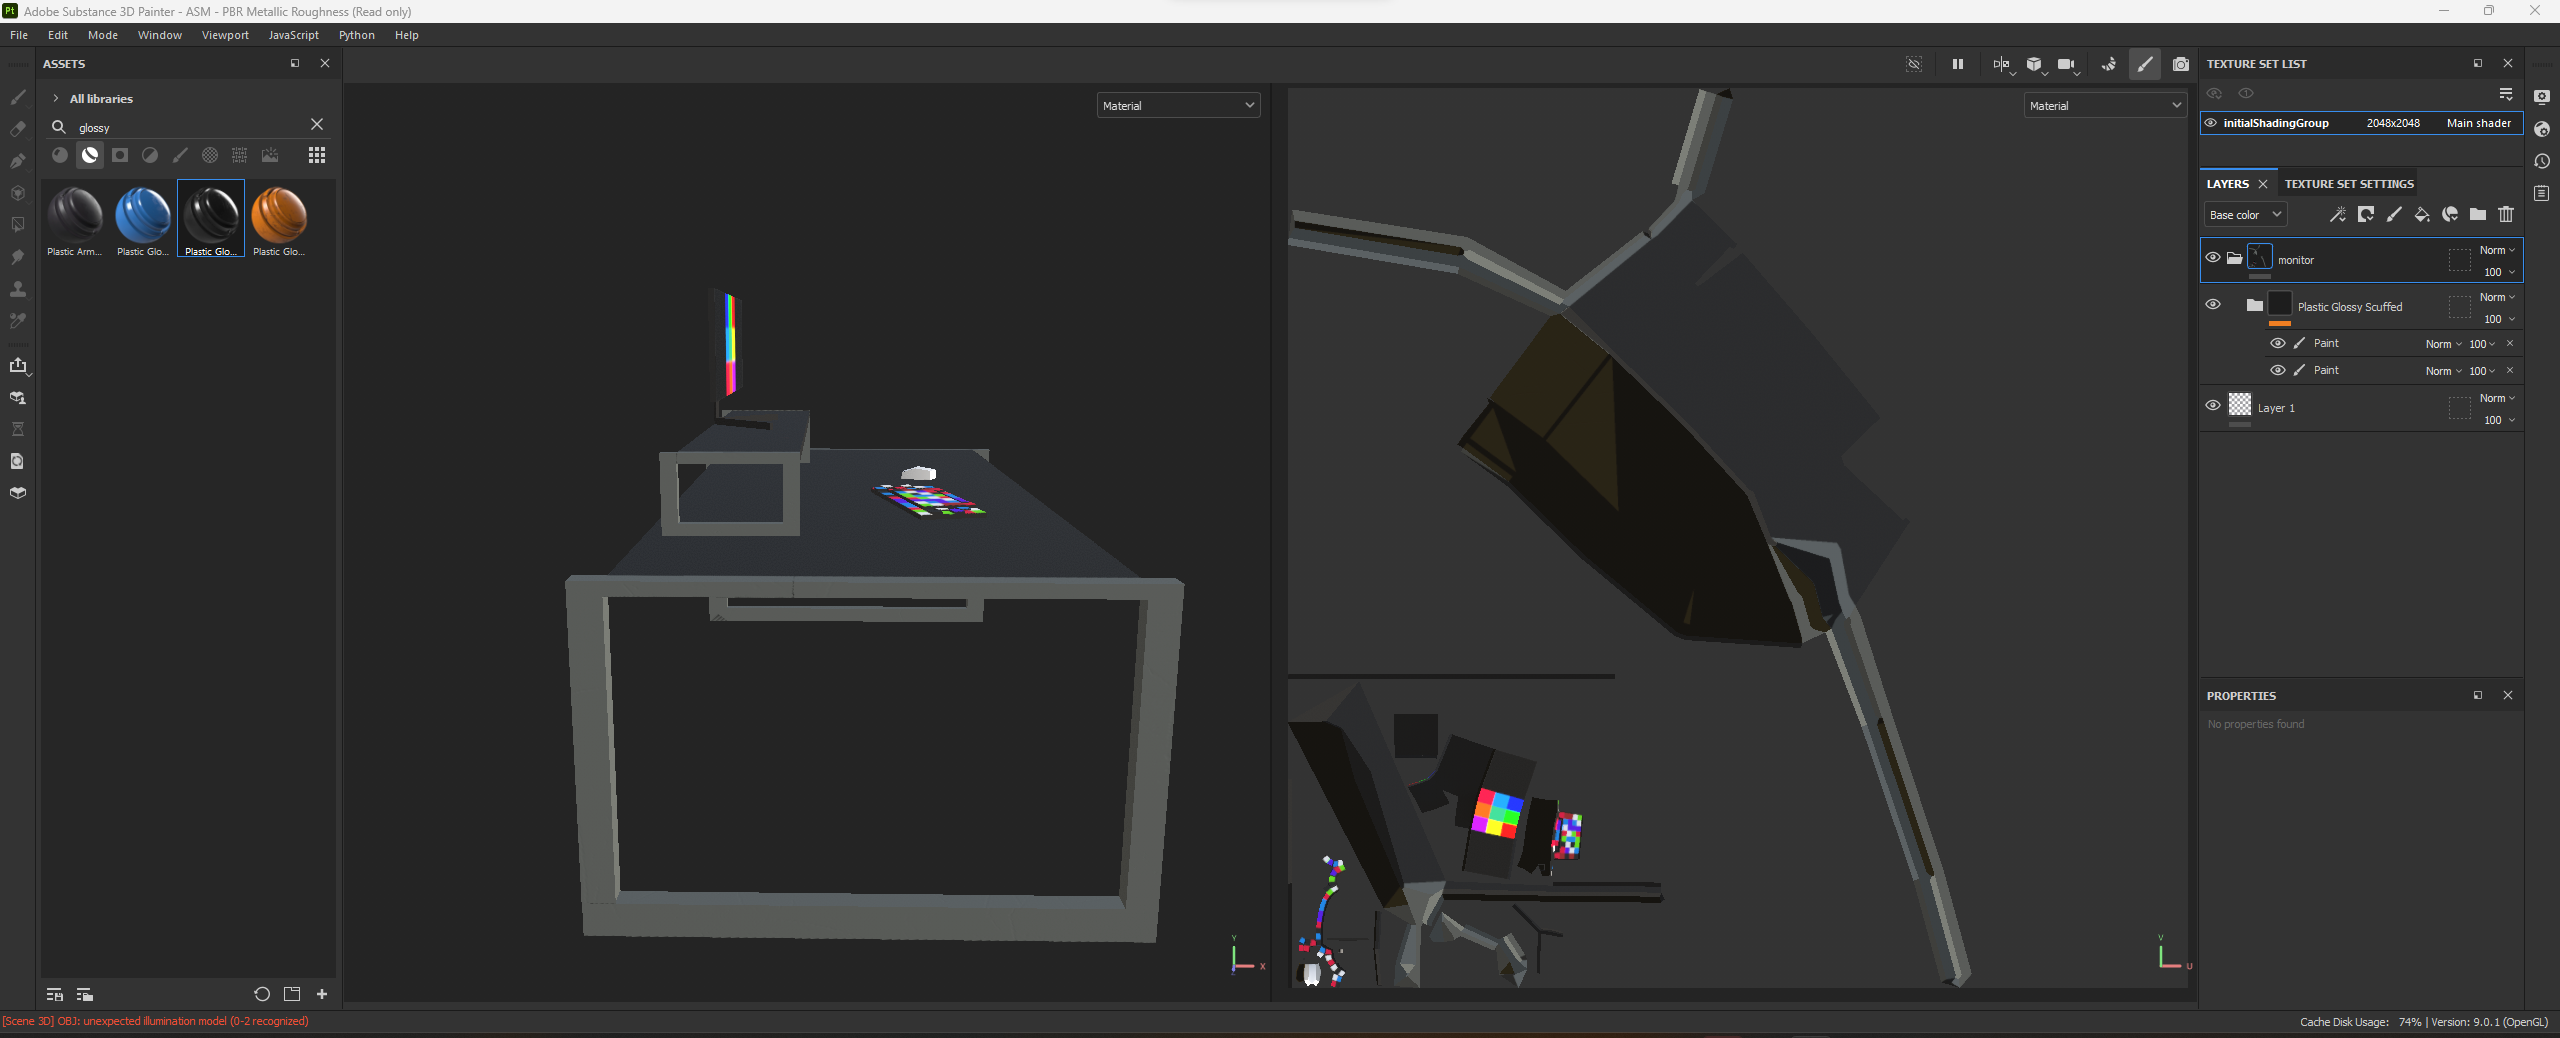 Pt Adobe Substance 3D Painter - ASM - PBR Metallic Roughness (Read only)
File Edit Mode Window Viewport JavaScript Python Help
ASSETS
All libraries
glossy
Plastic Arm... Plastic Glo... Plastic Glo... Plastic Glo...
Material
Y
X
Material
V
U
TEXTURE SET LIST
initialShadingGroup 2048x2048 Main shader
LAYERS TEXTURE SET SETTINGS
Base color
monitor Norm
100
Plastic Glossy Scuffed Norm
100
Paint Norm 100
Paint Norm 100
Layer 1 Norm
100
PROPERTIES
No properties found
[Scene 3D] OBJ: unexpected illumination model (0-2 recognized)
Cache Disk Usage: 74% | Version: 9.0.1 (OpenGL)